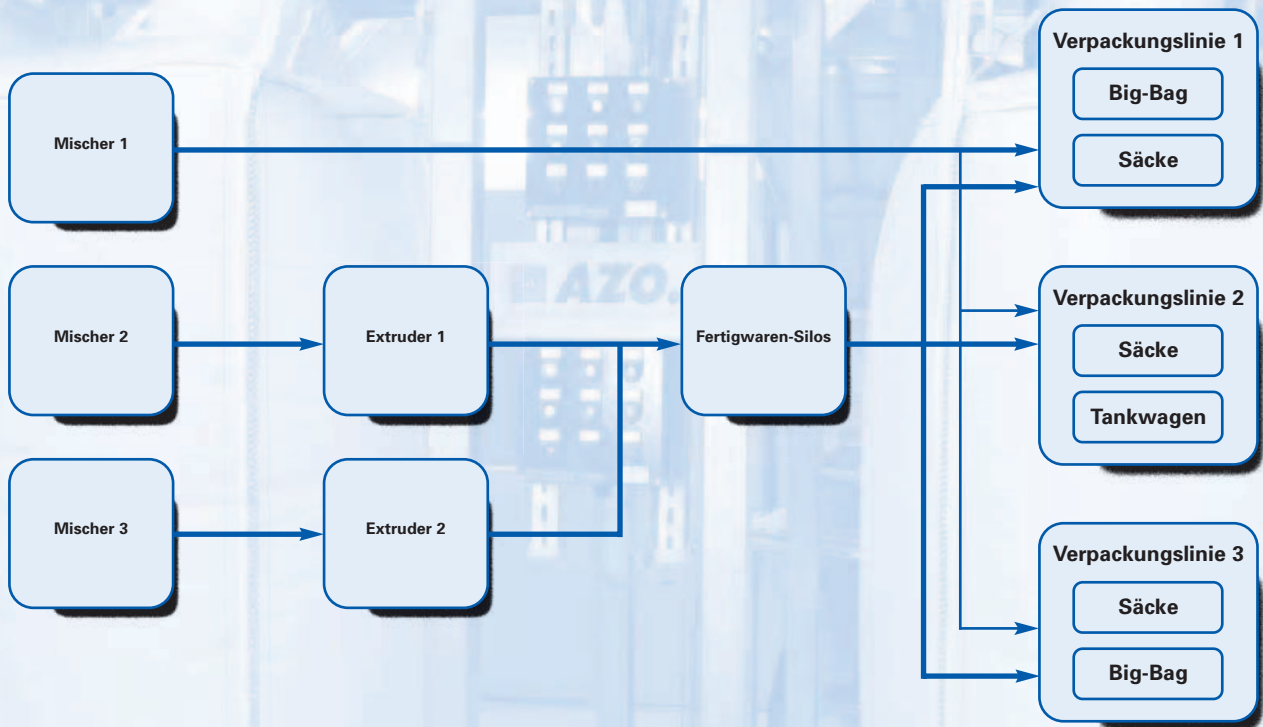 Mischer 1
Mischer 2
Mischer 3
Extruder 1
Extruder 2
AZO.
Fertigwaren-Silos
Verpackungslinie 1
Big-Bag
Säcke
Verpackungslinie 2
Säcke
Tankwagen
Verpackungslinie 3
Säcke
Big-Bag